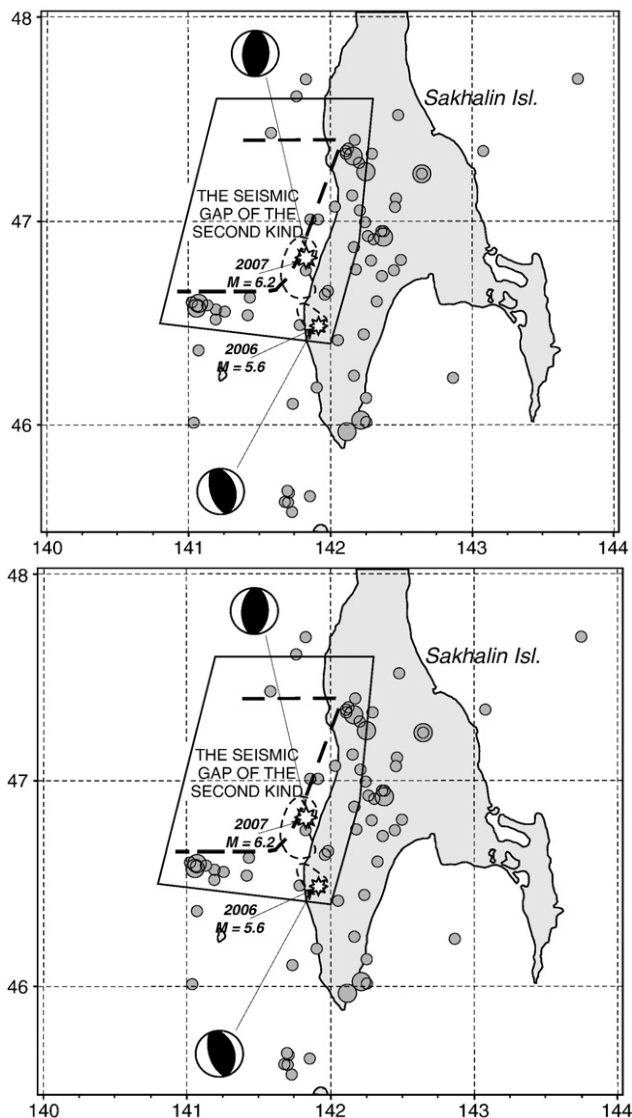 48
Sakhalin Isl.
THE SEISMIC
GAP OF THE
SECOND KIND
47
2007
M = 6.2
2006
M = 5.6
46
140
141
142
143
144
48
Sakhalin Isl.
THE SEISMIC
GAP OF THE
SECOND KIND
47
2007
M = 6.2
2006
M = 5.6
46
140
141
142
143
144